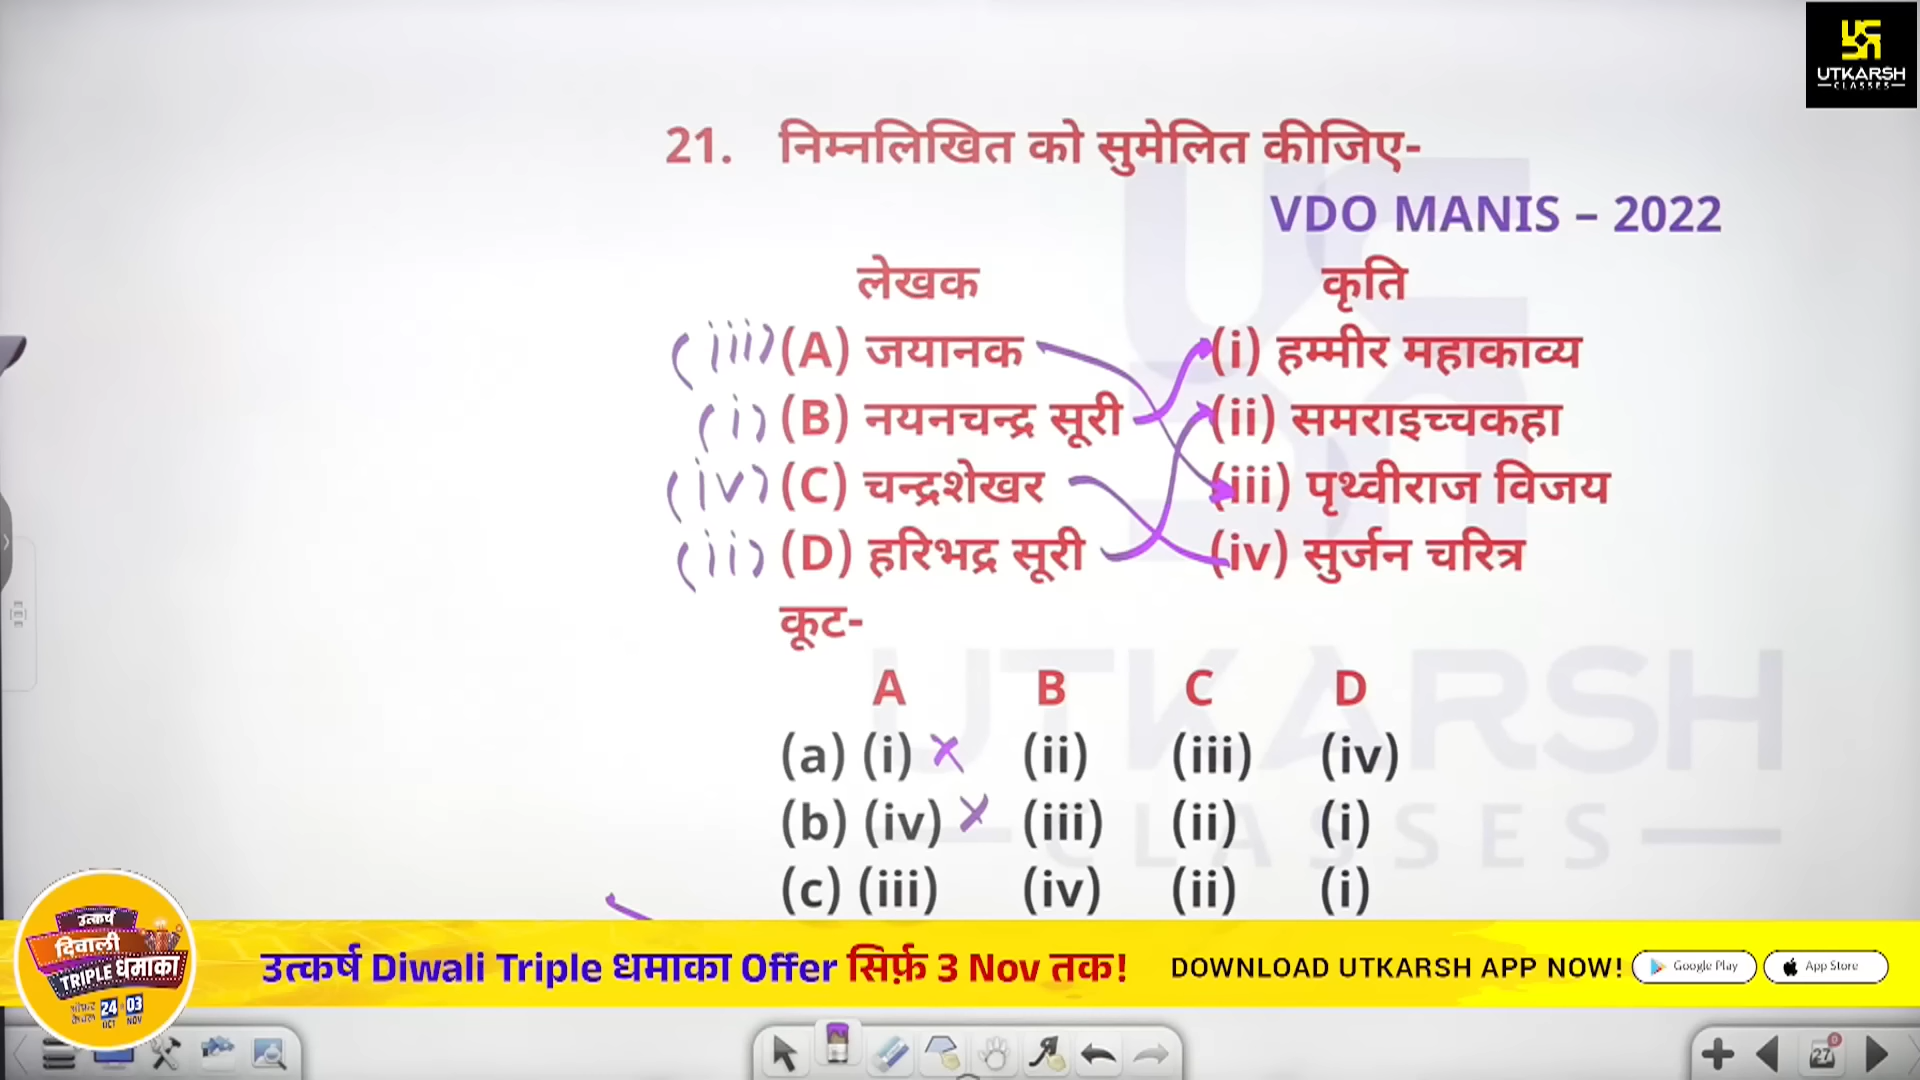 UTKARSH
CLASSES
21. निम्नलिखित को सुमेलित कीजिए-
VDO MANIS – 2022
लेखक कृति
(iii) (A) जयानक (i) हम्मीर महाकाव्य
(i) (B) नयनचन्द्र सूरी (ii) समराइच्चकहा
(iv) (C) चन्द्रशेखर (iii) पृथ्वीराज विजय
(ii) (D) हरिभद्र सूरी (iv) सुर्जन चरित्र
कूट-
A B C D
(a) (i) × (ii) (iii) (iv)
(b) (iv) × (iii) (ii) (i)
(c) (iii) (iv) (ii) (i)
UTKARSH
CLASSES
उत्कर्ष
दिवाली
TRIPLE धमाका
24 03
OCT NOV
उत्कर्ष Diwali Triple धमाका Offer सिर्फ़ 3 Nov तक!
DOWNLOAD UTKARSH APP NOW!
Google Play
App Store
27